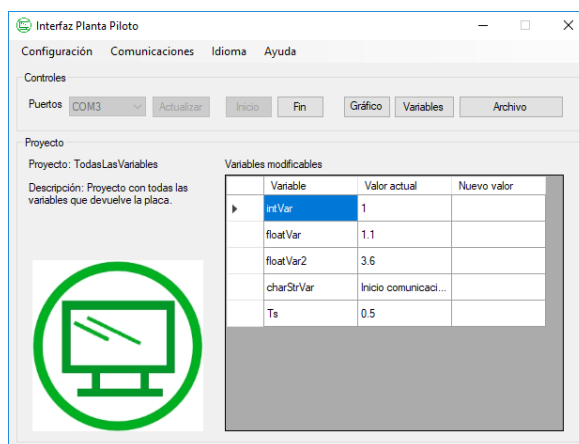 Interfaz Planta Piloto
Configuración Comunicaciones Idioma Ayuda
Controles
Puertos COM3 Actualizar Inicio Fin Gráfico Variables Archivo
Proyecto
Proyecto: TodasLasVariables
Descripción: Proyecto con todas las
variables que devuelve la placa.
Variables modificables
Variable Valor actual Nuevo valor
intVar 1
floatVar 1.1
floatVar2 3.6
charStrVar Inicio comunicaci...
Ts 0.5